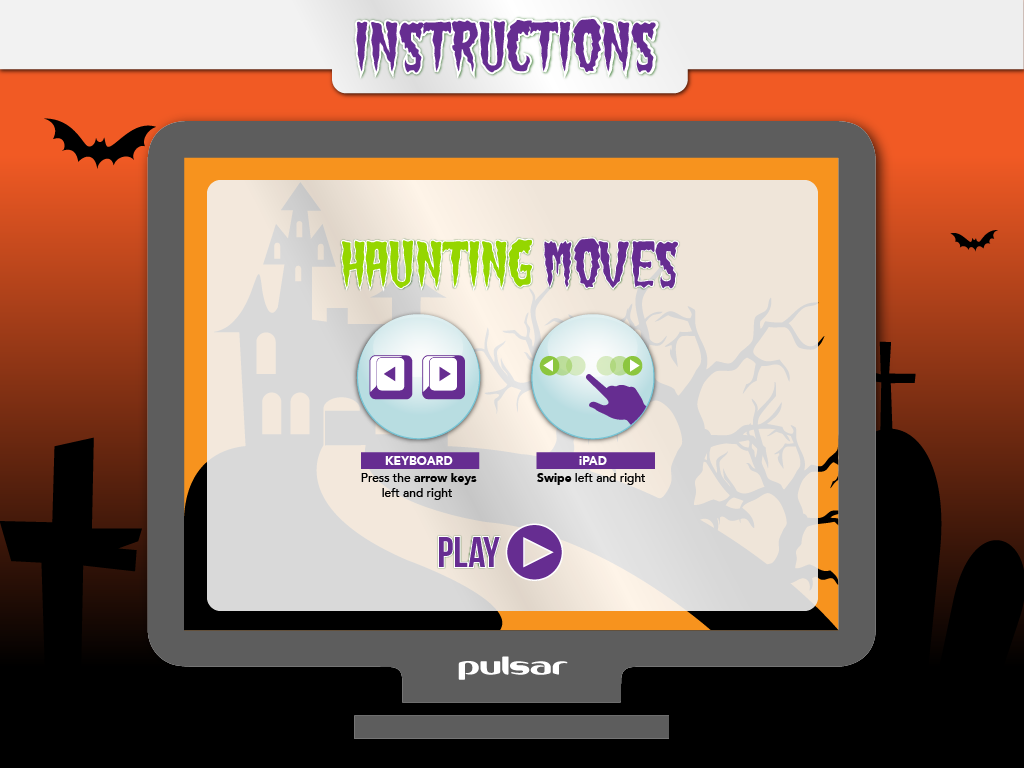 INSTRUCTIONS
HAUNTING MOVES
KEYBOARD
Press the arrow keys
left and right
iPAD
Swipe left and right
PLAY
pulsar